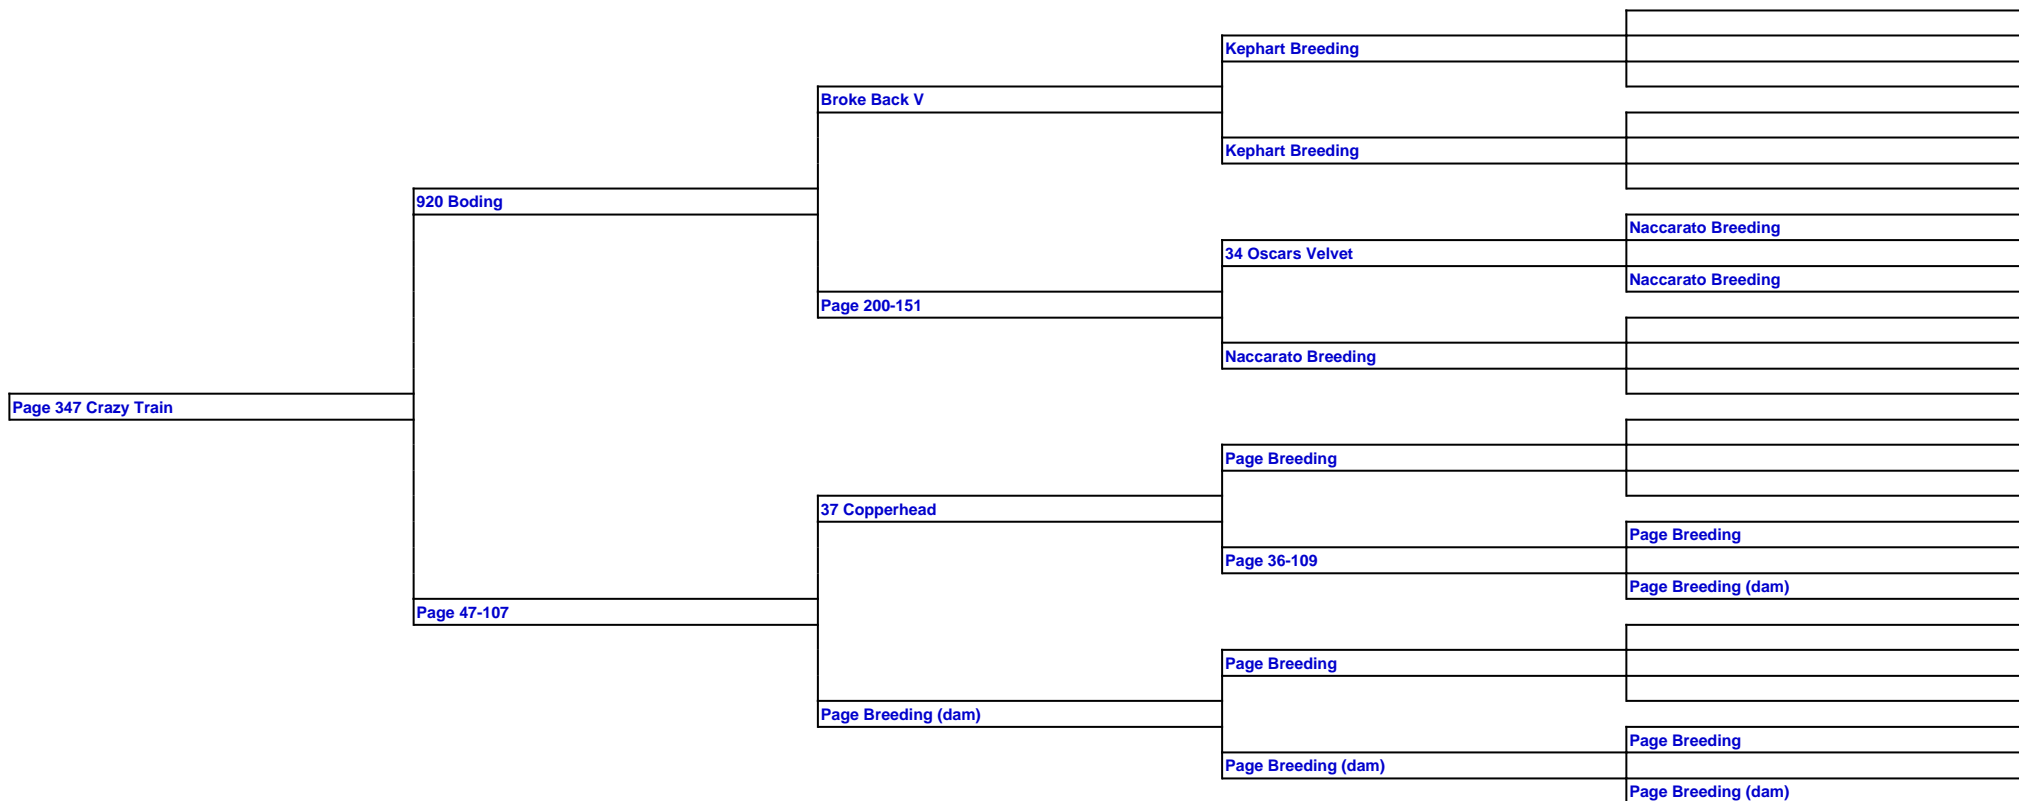 Kephart Breeding
Broke Back V
Kephart Breeding
920 Boding
Naccarato Breeding
34 Oscars Velvet
Naccarato Breeding
Page 200-151
Naccarato Breeding
Page 347 Crazy Train
Page Breeding
37 Copperhead
Page Breeding
Page 36-109
Page Breeding (dam)
Page 47-107
Page Breeding
Page Breeding (dam)
Page Breeding
Page Breeding (dam)
Page Breeding (dam)